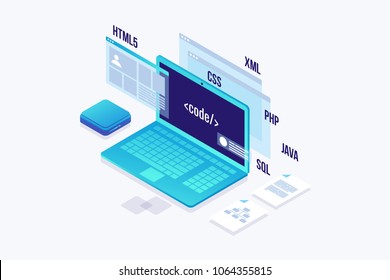 HTML5
XML
CSS
<code/>
PHP
JAVA
SQL
shutterstock.com · 1064355815